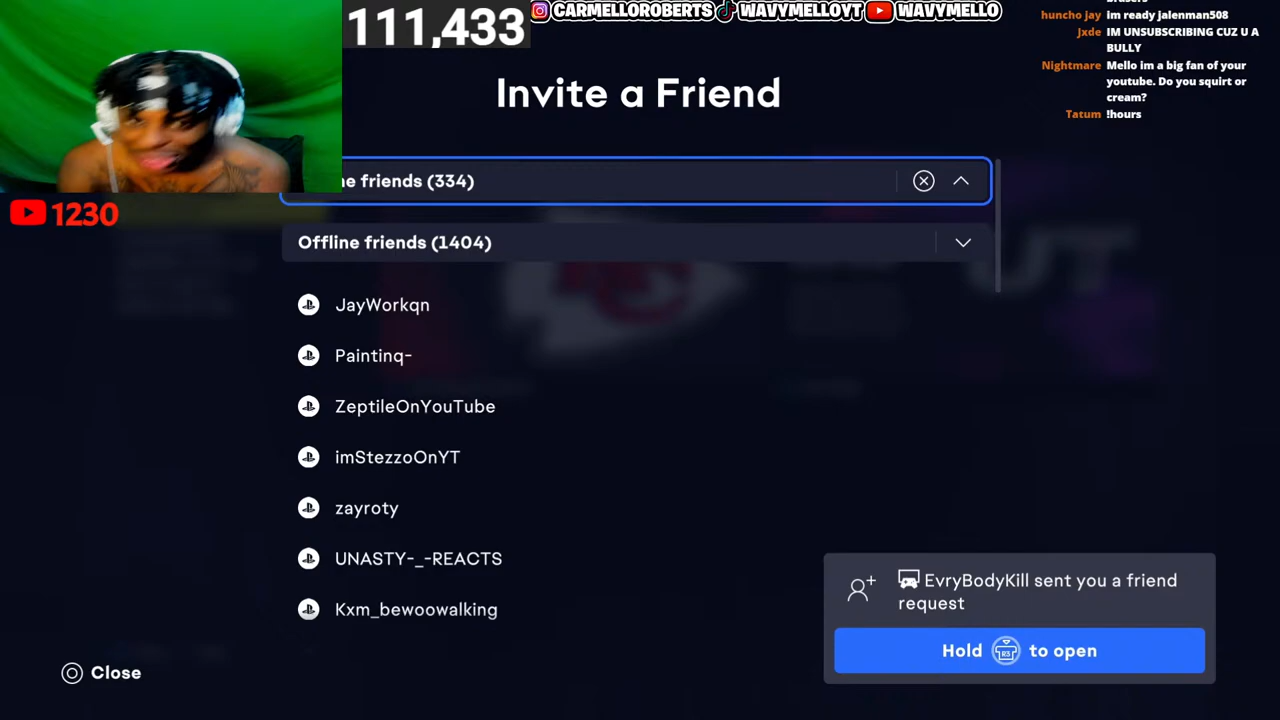 111,433
CARMELLOROBERTS WAVYMELLOYT WAVYMELLO
huncho jay im ready jalenman508
Jxde IM UNSUBSCRIBING CUZ U A
BULLY
Nightmare Mello im a big fan of your
youtube. Do you squirt or
cream?
Tatum !hours
Invite a Friend
friends (334)
1230
Offline friends (1404)
JayWorkqn
Paintinq-
ZeptileOnYouTube
imStezzoOnYT
zayroty
UNASTY-_-REACTS
Kxm_bewoowalking
EvryBodyKill sent you a friend
request
Hold R3 to open
Close